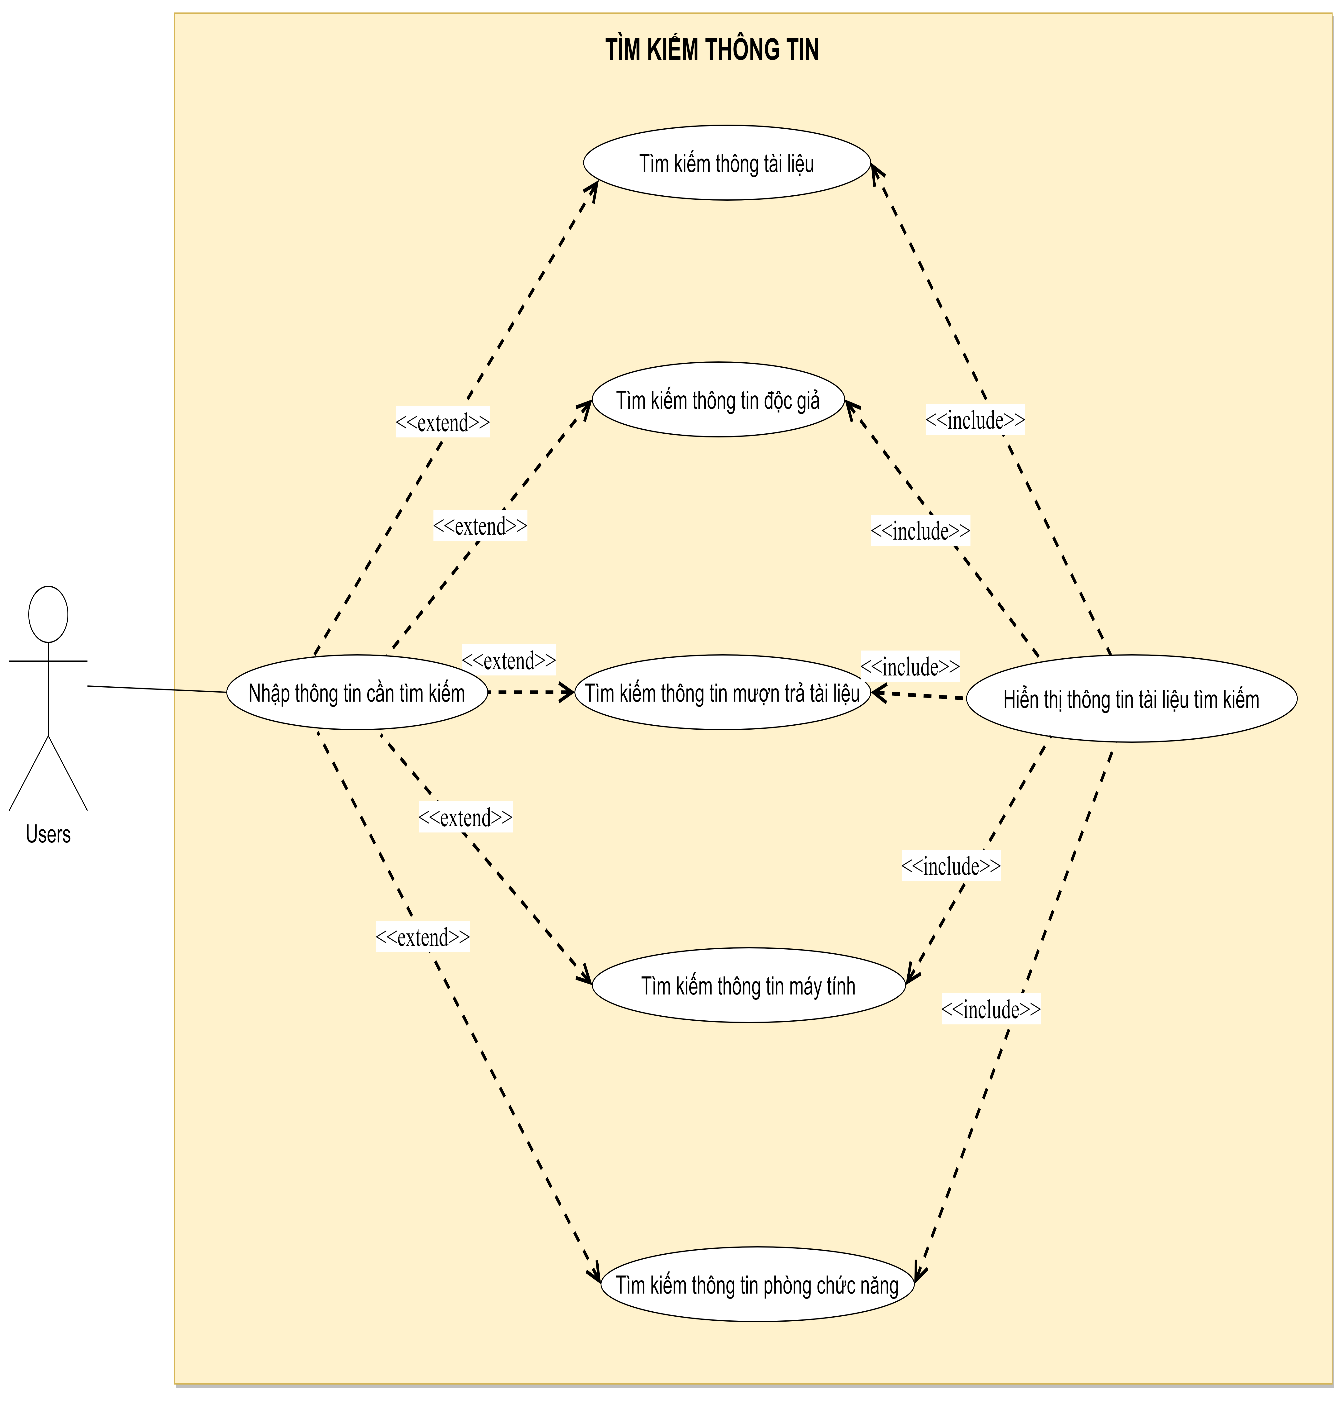 TÌM KIẾM THÔNG TIN
Tìm kiếm thông tài liệu
Tìm kiếm thông tin độc giả
<<extend>>
<<include>>
<<extend>>
<<include>>
<<extend>>
<<include>>
Nhập thông tin cần tìm kiếm
Tìm kiếm thông tin mượn trả tài liệu
Hiển thị thông tin tài liệu tìm kiếm
<<extend>>
Users
<<include>>
<<extend>>
Tìm kiếm thông tin máy tính
<<include>>
Tìm kiếm thông tin phòng chức năng